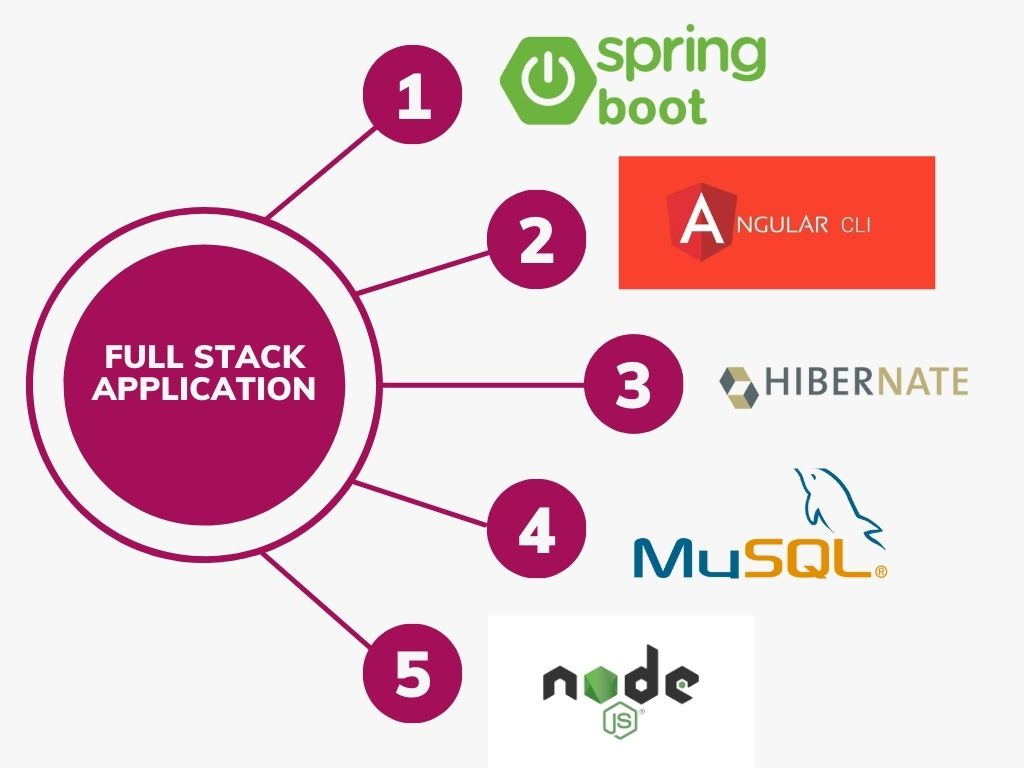 1
spring
boot
2
ANGULAR CLI
FULL STACK
APPLICATION
3
HIBERNATE
4
MuSQL®
5
node
JS®